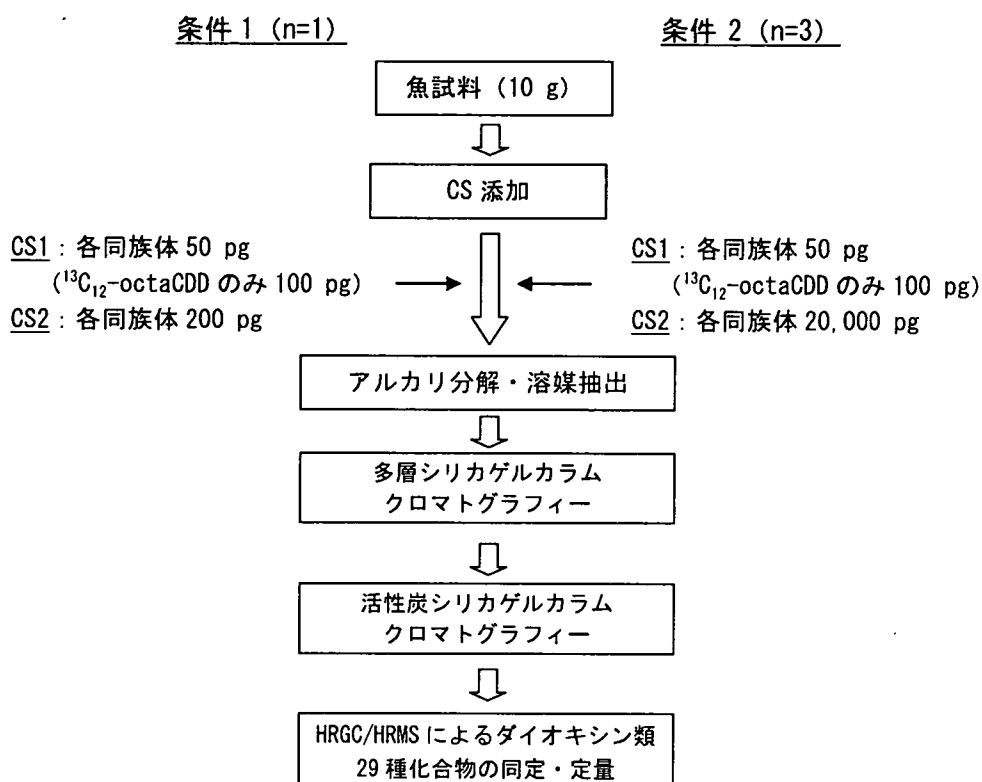 条件 1 (n=1)
条件 2 (n=3)
魚試料 (10 g)
CS 添加
CS1：各同族体 50 pg
(¹³C₁₂-octaCDD のみ 100 pg)
CS2：各同族体 200 pg
CS1：各同族体 50 pg
(¹³C₁₂-octaCDD のみ 100 pg)
CS2：各同族体 20,000 pg
アルカリ分解・溶媒抽出
多層シリカゲルカラム
クロマトグラフィー
活性炭シリカゲルカラム
クロマトグラフィー
HRGC/HRMS によるダイオキシン類
29 種化合物の同定・定量